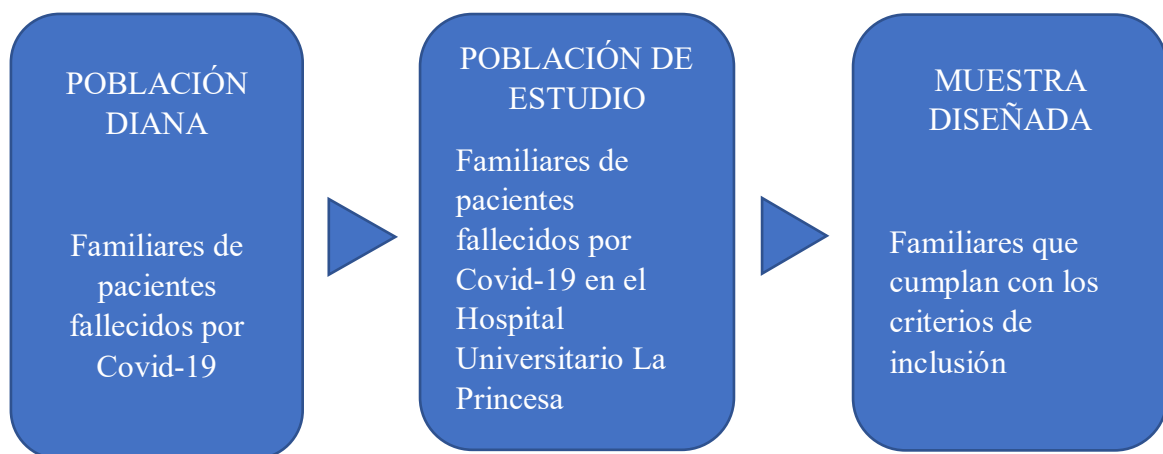 POBLACIÓN
DIANA
Familiares de
pacientes
fallecidos por
Covid-19
POBLACIÓN DE
ESTUDIO
Familiares de
pacientes
fallecidos por
Covid-19 en el
Hospital
Universitario La
Princesa
MUESTRA
DISEÑADA
Familiares que
cumplan con los
criterios de
inclusión